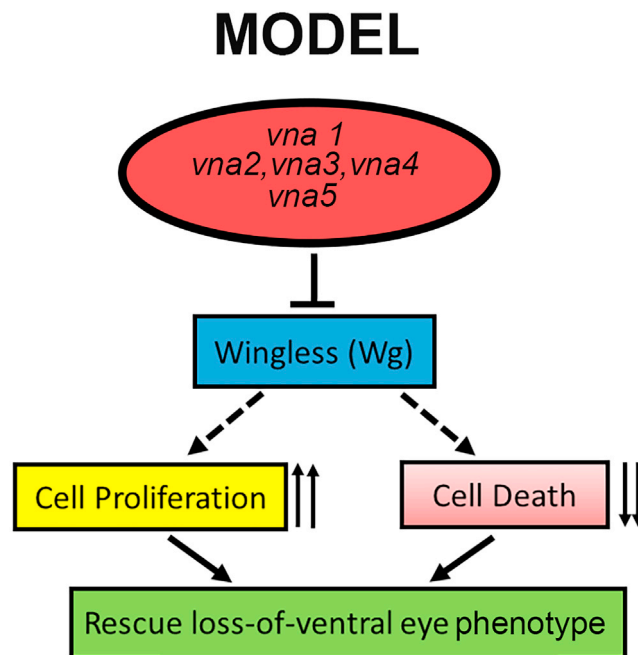 MODEL
vna 1
vna2,vna3,vna4
vna5
Wingless (Wg)
Cell Proliferation
Cell Death
Rescue loss-of-ventral eye phenotype